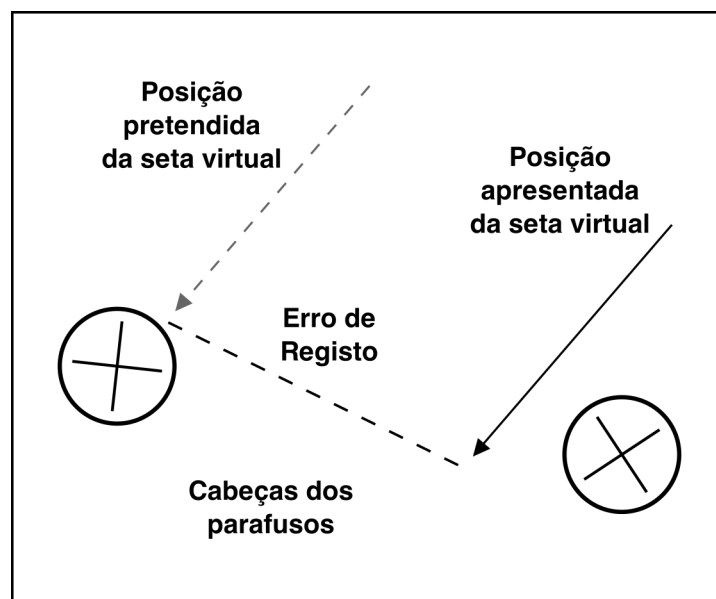 Posição
pretendida
da seta virtual
Posição
apresentada
da seta virtual
Erro de
Registo
Cabeças dos
parafusos